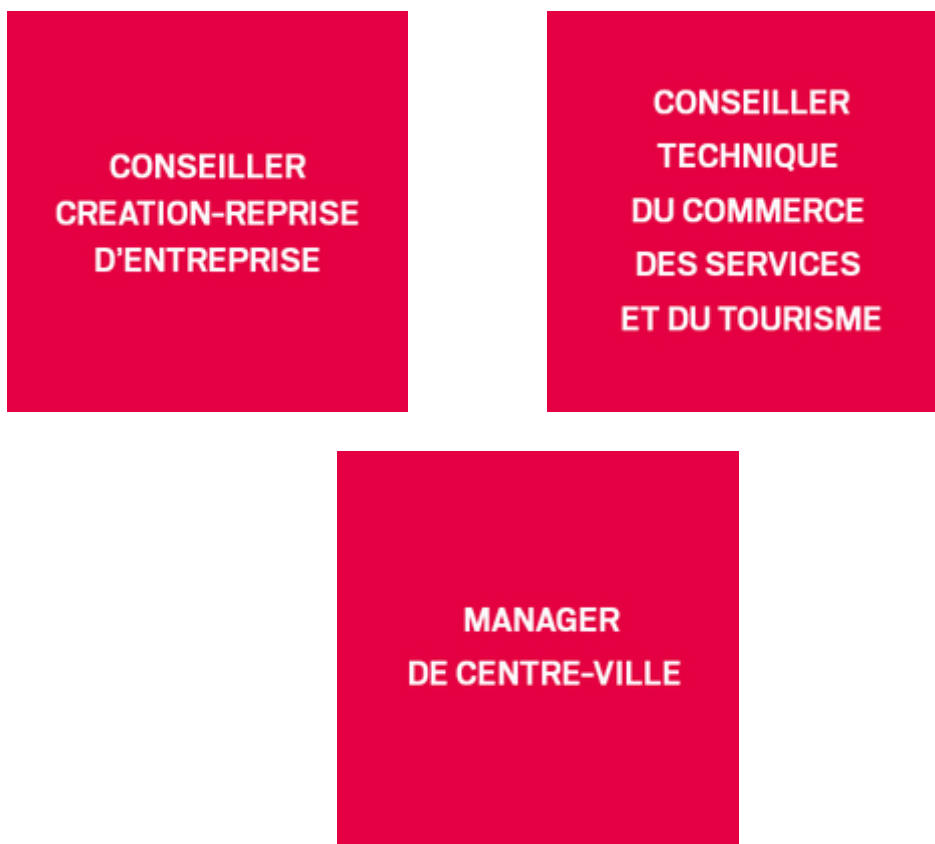 CONSEILLER
CREATION-REPRISE
D’ENTREPRISE
CONSEILLER
TECHNIQUE
DU COMMERCE
DES SERVICES
ET DU TOURISME
MANAGER
DE CENTRE-VILLE